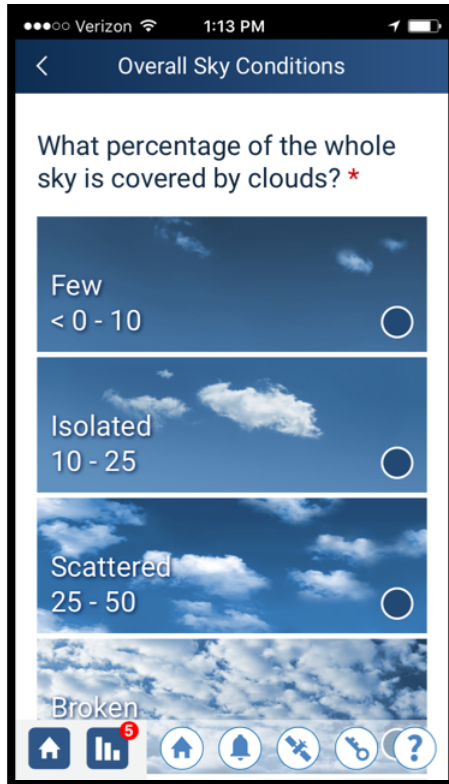 Verizon 1:13 PM
Overall Sky Conditions
What percentage of the whole
sky is covered by clouds? *
Few
< 0 - 10
Isolated
10 - 25
Scattered
25 - 50
Broken
5
?